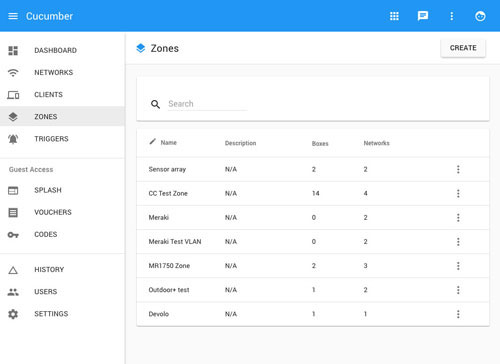 Cucumber
DASHBOARD
NETWORKS
CLIENTS
ZONES
TRIGGERS
Guest Access
SPLASH
VOUCHERS
CODES
HISTORY
USERS
SETTINGS
Zones CREATE
Search
Name Description Boxes Networks
Sensor array N/A 2 2
CC Test Zone N/A 14 4
Meraki N/A 0 2
Meraki Test VLAN N/A 0 2
MR1750 Zone N/A 2 3
Outdoor+ test N/A 1 2
Devolo N/A 1 1